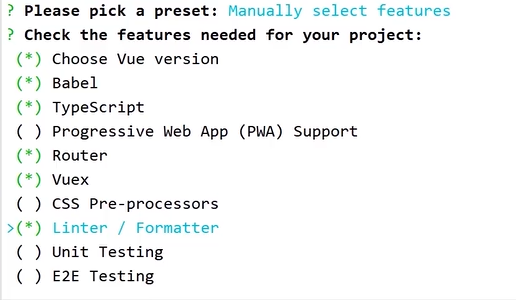 ? Please pick a preset: Manually select features
? Check the features needed for your project:
(*) Choose Vue version
(*) Babel
(*) TypeScript
( ) Progressive Web App (PWA) Support
(*) Router
(*) Vuex
( ) CSS Pre-processors
>(*) Linter / Formatter
( ) Unit Testing
( ) E2E Testing